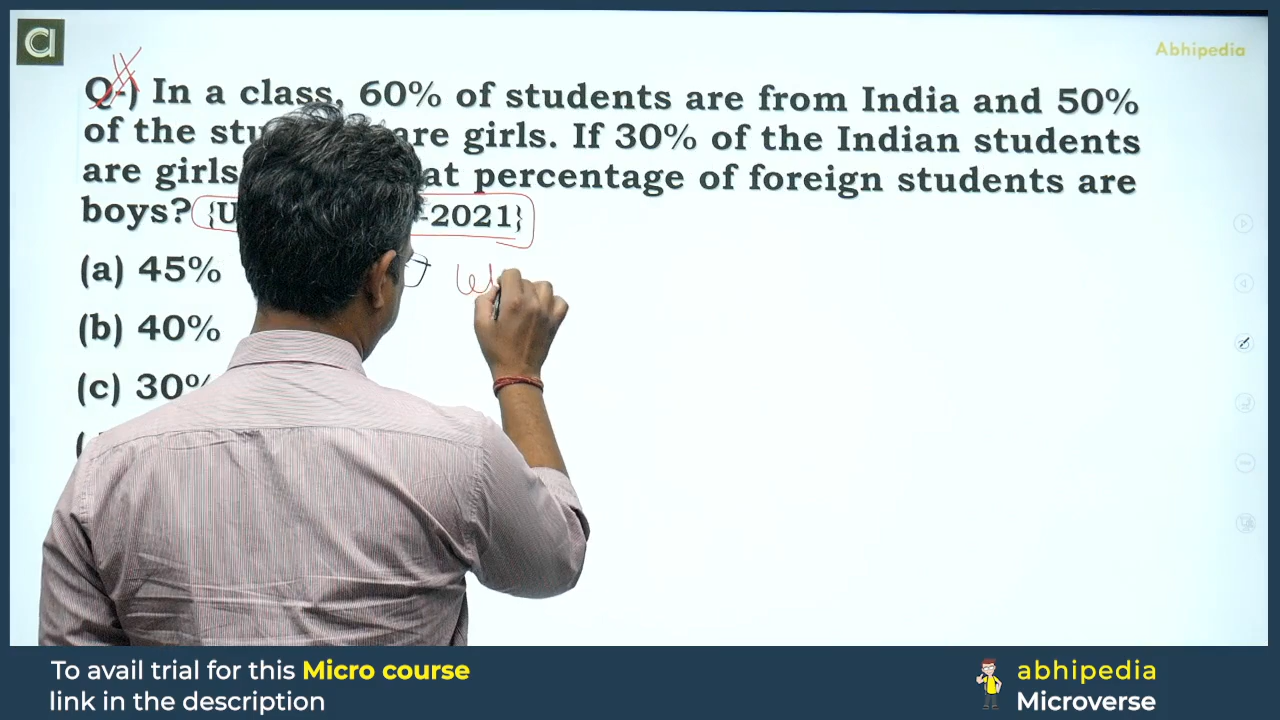 Abhipedia
Q-) In a class, 60% of students are from India and 50%
of the are girls. If 30% of the Indian students
are girls percentage of foreign students are
boys? {U -2021}
(a) 45%
(b) 40%
(c) 30%
To avail trial for this Micro course
link in the description
abhipedia
Microverse